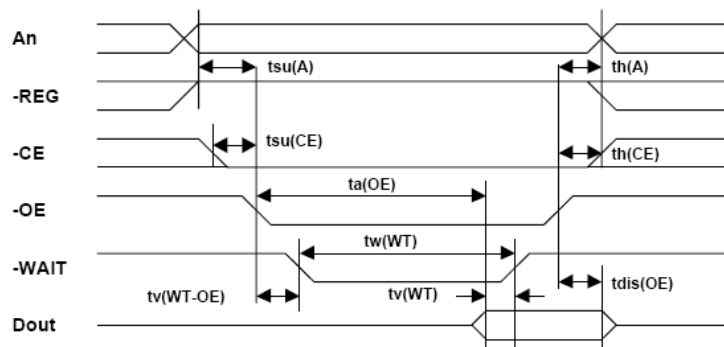 An
tsu(A)
th(A)
-REG
tsu(CE)
-CE
th(CE)
ta(OE)
-OE
tw(WT)
-WAIT
tv(WT-OE)
tv(WT)
tdis(OE)
Dout